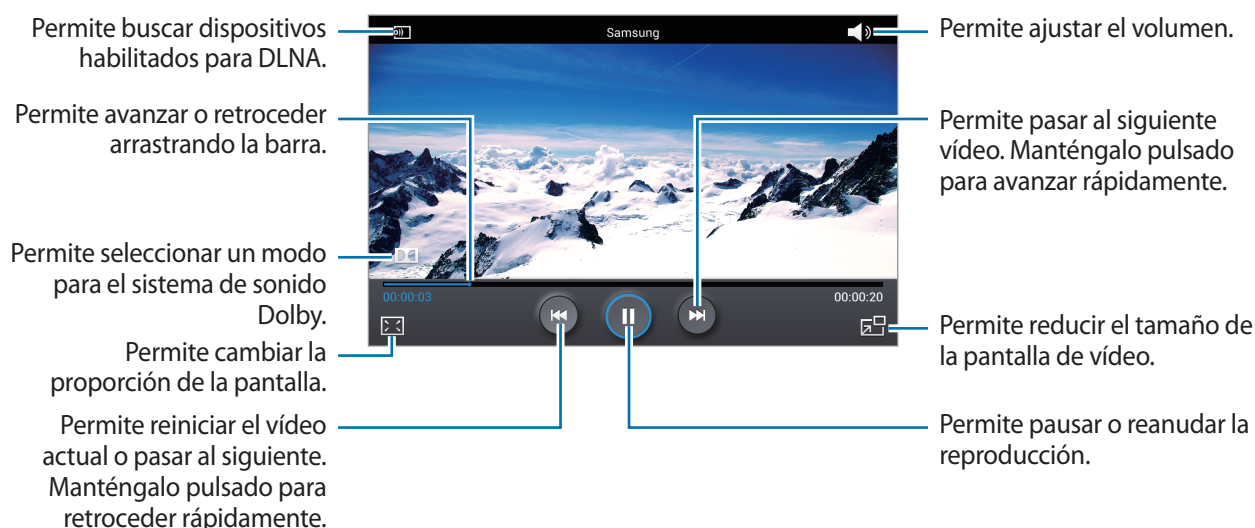 Permite buscar dispositivos
habilitados para DLNA.
Permite avanzar o retroceder
arrastrando la barra.
Permite seleccionar un modo
para el sistema de sonido
Dolby.
Permite cambiar la
proporción de la pantalla.
Permite reiniciar el vídeo
actual o pasar al siguiente.
Manténgalo pulsado para
retroceder rápidamente.
Samsung
00:00:03
00:00:20
Permite ajustar el volumen.
Permite pasar al siguiente
vídeo. Manténgalo pulsado
para avanzar rápidamente.
Permite reducir el tamaño de
la pantalla de vídeo.
Permite pausar o reanudar la
reproducción.